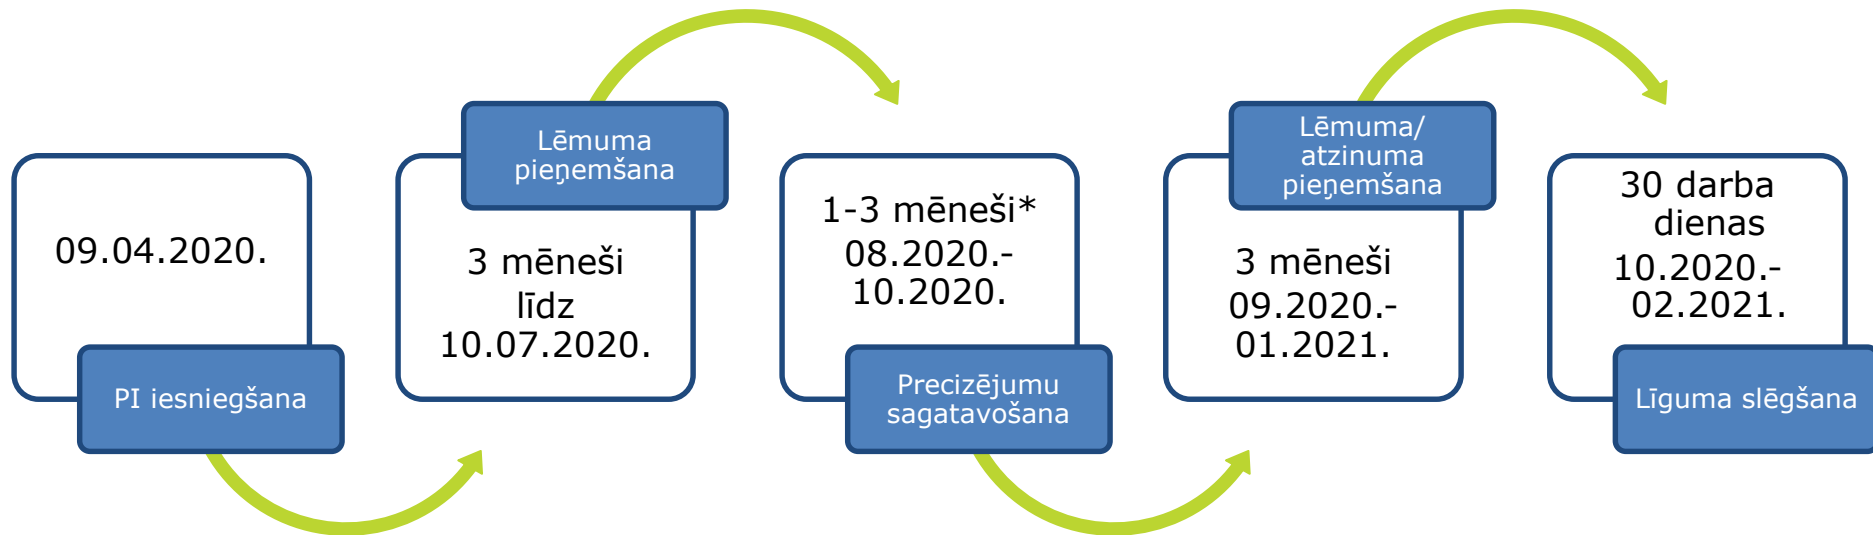 09.04.2020.
PI iesniegšana
Lēmuma
pieņemšana
3 mēneši
līdz
10.07.2020.
1-3 mēneši*
08.2020.-
10.2020.
Precizējumu
sagatavošana
Lēmuma/
atzinuma
pieņemšana
3 mēneši
09.2020.-
01.2021.
30 darba
dienas
10.2020.-
02.2021.
Līguma slēgšana